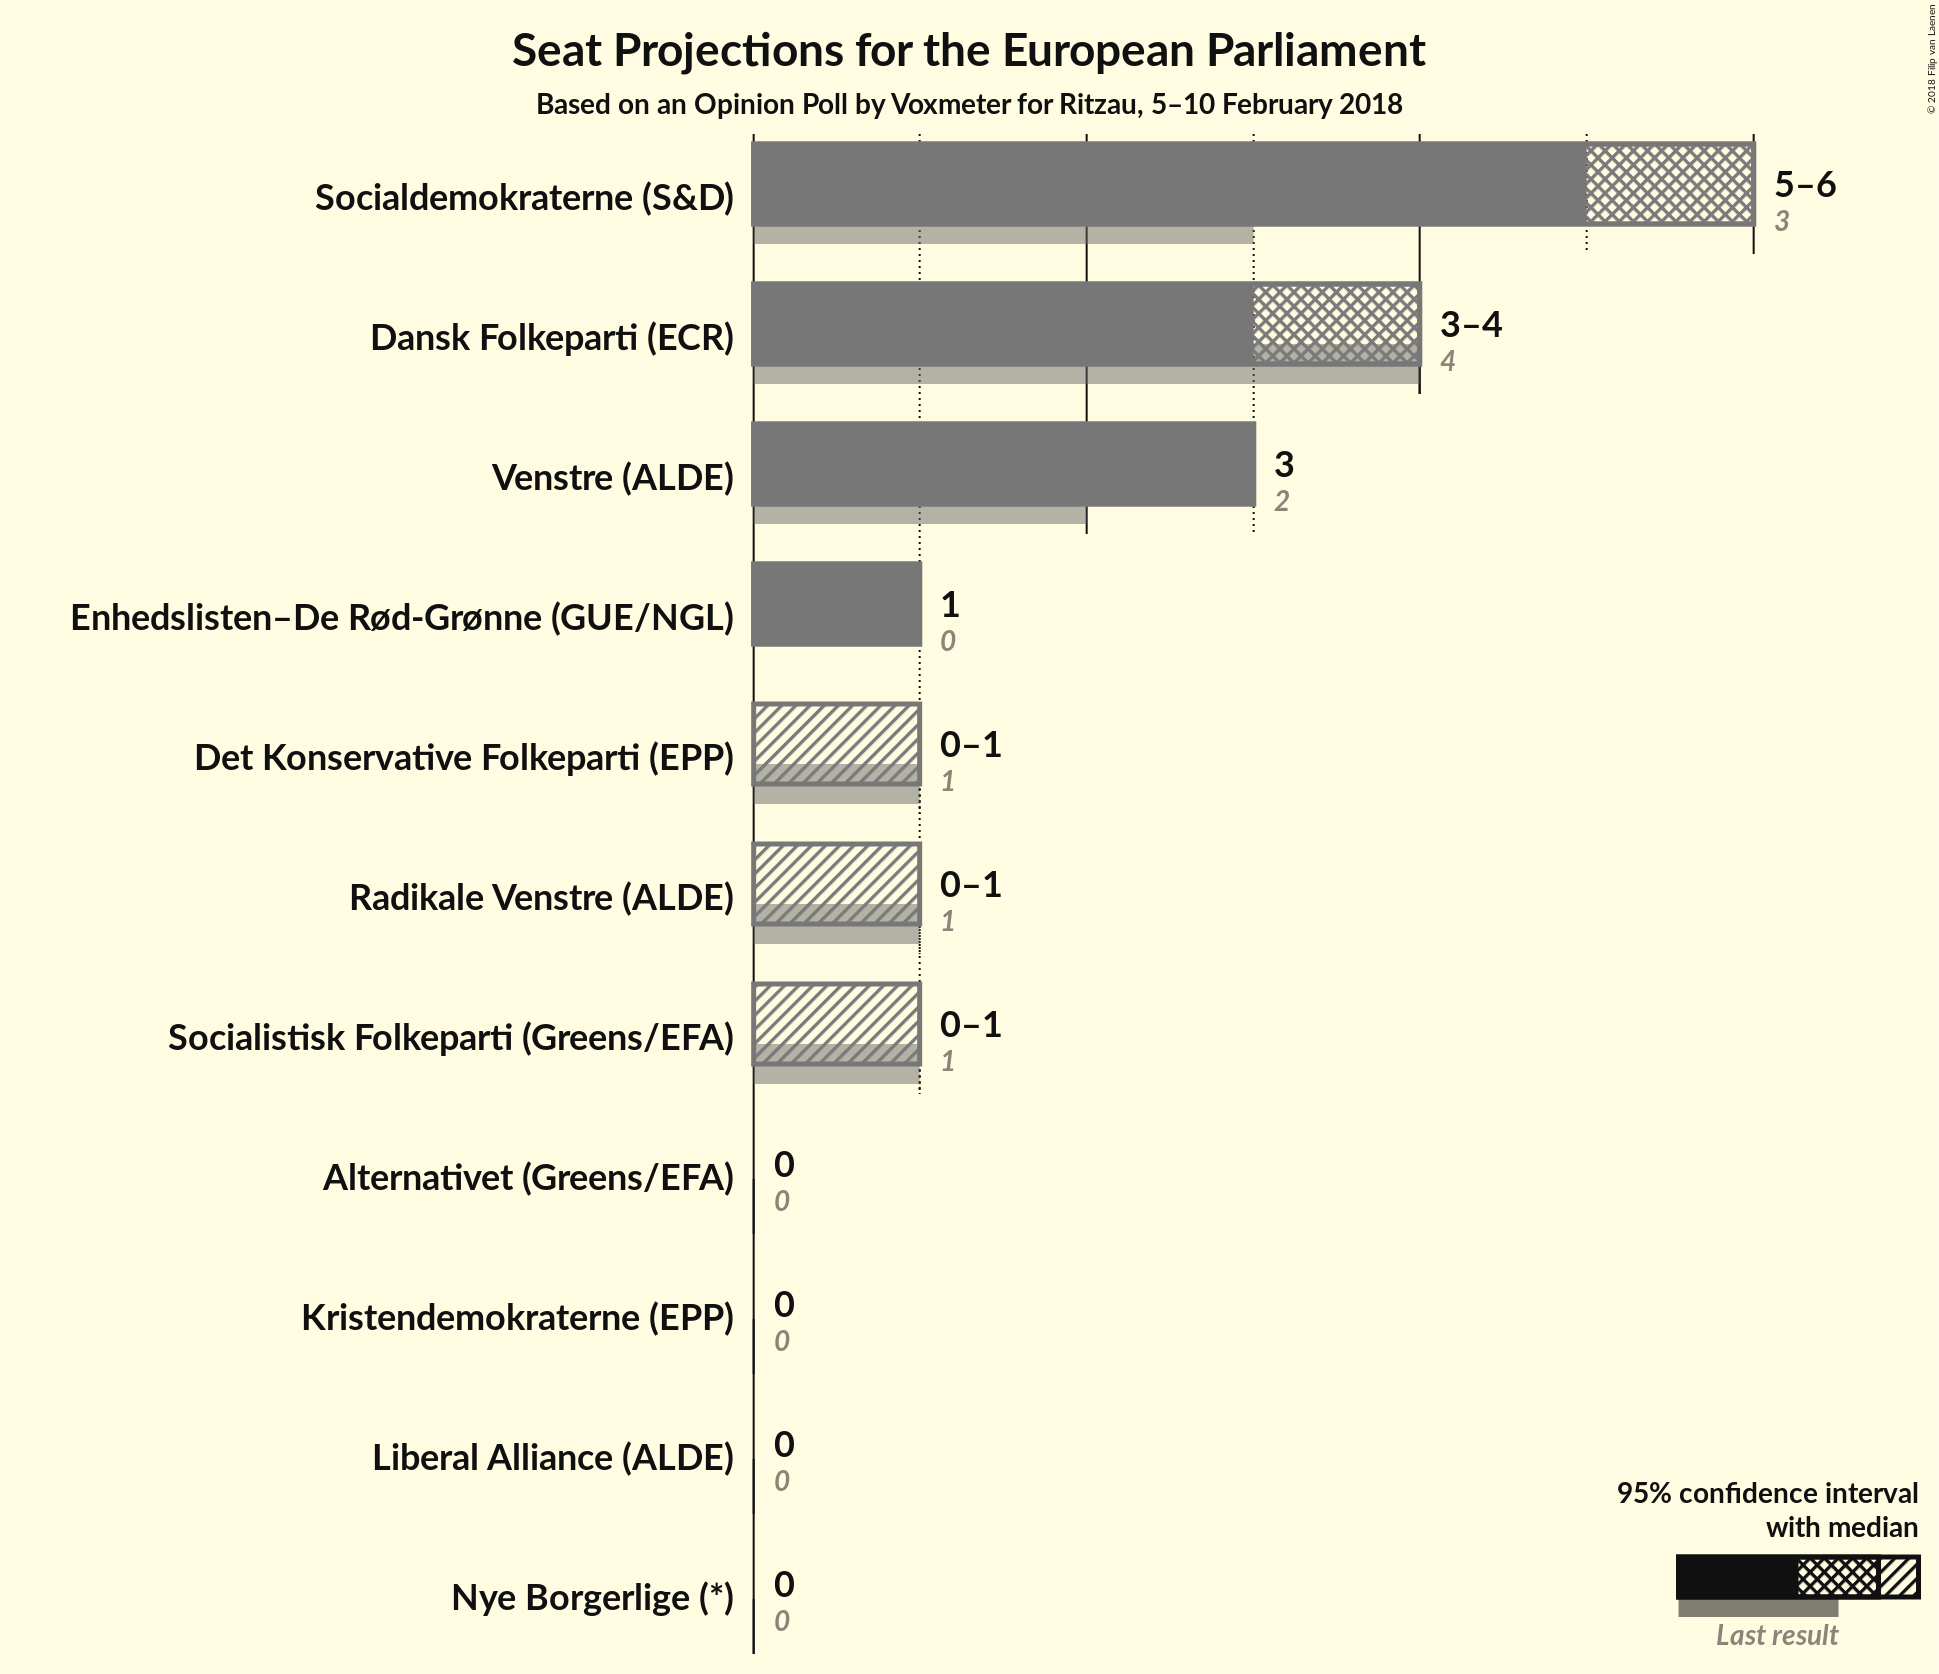 Seat Projections for the European Parliament
Based on an Opinion Poll by Voxmeter for Ritzau, 5–10 February 2018
© 2018 Filip van Laenen
Socialdemokraterne (S&D)
5–6
3
Dansk Folkeparti (ECR)
3–4
4
Venstre (ALDE)
3
2
Enhedslisten–De Rød-Grønne (GUE/NGL)
1
0
Det Konservative Folkeparti (EPP)
0–1
1
Radikale Venstre (ALDE)
0–1
1
Socialistisk Folkeparti (Greens/EFA)
0–1
1
Alternativet (Greens/EFA)
0
0
Kristendemokraterne (EPP)
0
0
Liberal Alliance (ALDE)
0
0
Nye Borgerlige (*)
0
0
95% confidence interval
with median
Last result